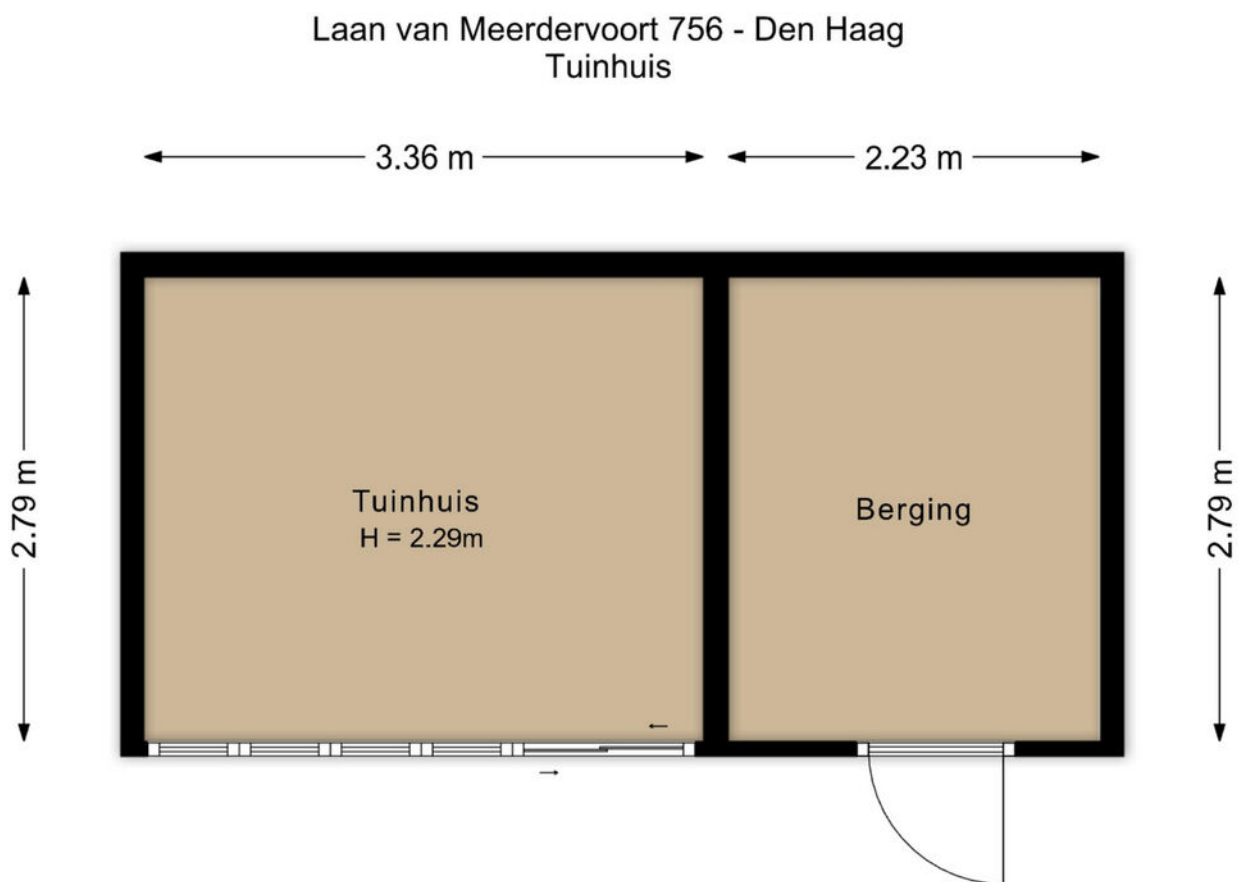 Laan van Meerdervoort 756 - Den Haag
Tuinhuis
3.36 m
2.23 m
2.79 m
Tuinhuis
H = 2.29m
Berging
2.79 m